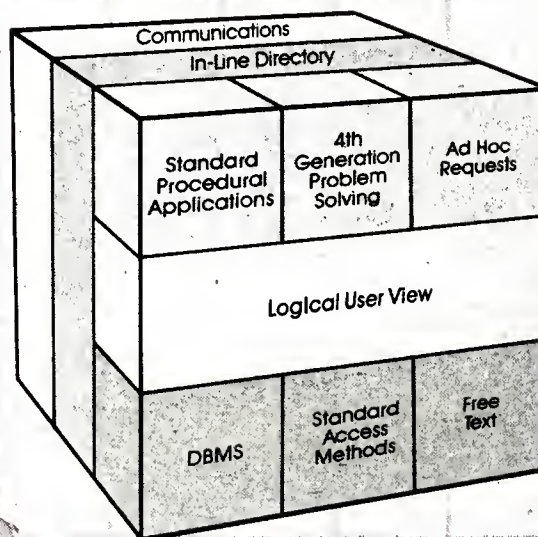 Communications
In-Line Directory
Standard
Procedural
Applications
4th
Generation
Problem
Solving
Ad Hoc
Requests
Logical User View
DBMS
Standard
Access
Methods
Free
Text